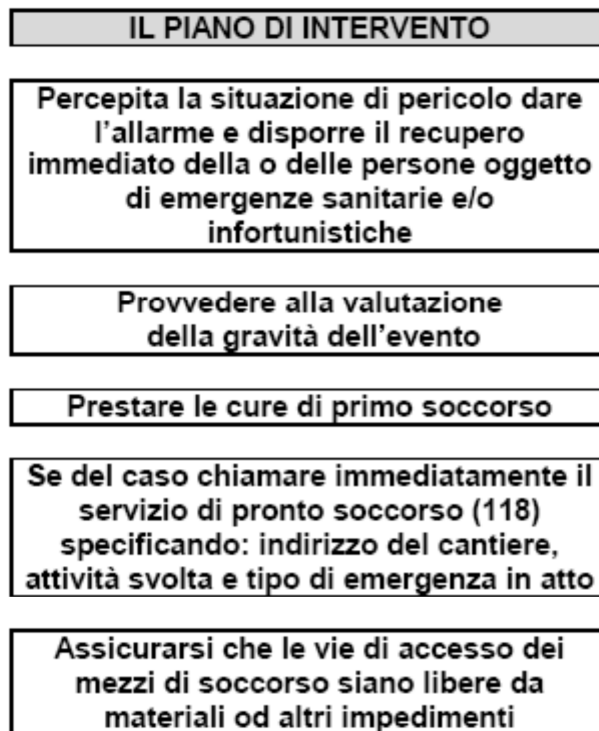 IL PIANO DI INTERVENTO
Percepita la situazione di pericolo dare
l'allarme e disporre il recupero
immediato della o delle persone oggetto
di emergenze sanitarie e/o
infortunistiche
Provvedere alla valutazione
della gravità dell'evento
Prestare le cure di primo soccorso
Se del caso chiamare immediatamente il
servizio di pronto soccorso (118)
specificando: indirizzo del cantiere,
attività svolta e tipo di emergenza in atto
Assicurarsi che le vie di accesso dei
mezzi di soccorso siano libere da
materiali od altri impedimenti